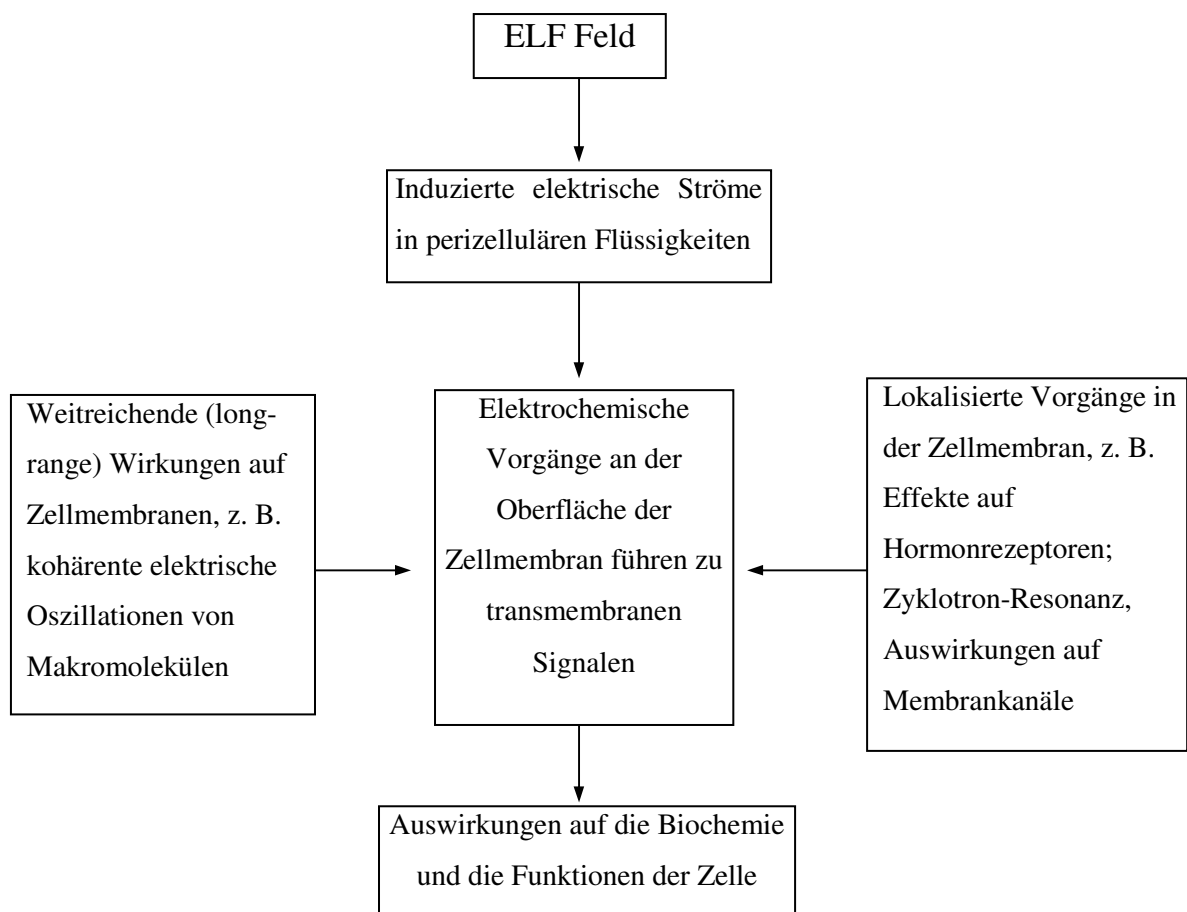 ELF Feld
Induzierte elektrische Ströme
in perizellulären Flüssigkeiten
Weitreichende (long-
range) Wirkungen auf
Zellmembranen, z. B.
kohärente elektrische
Oszillationen von
Makromolekülen
Elektrochemische
Vorgänge an der
Oberfläche der
Zellmembran führen zu
transmembranen
Signalen
Lokalisierte Vorgänge in
der Zellmembran, z. B.
Effekte auf
Hormonrezeptoren;
Zyklotron-Resonanz,
Auswirkungen auf
Membrankanäle
Auswirkungen auf die Biochemie
und die Funktionen der Zelle